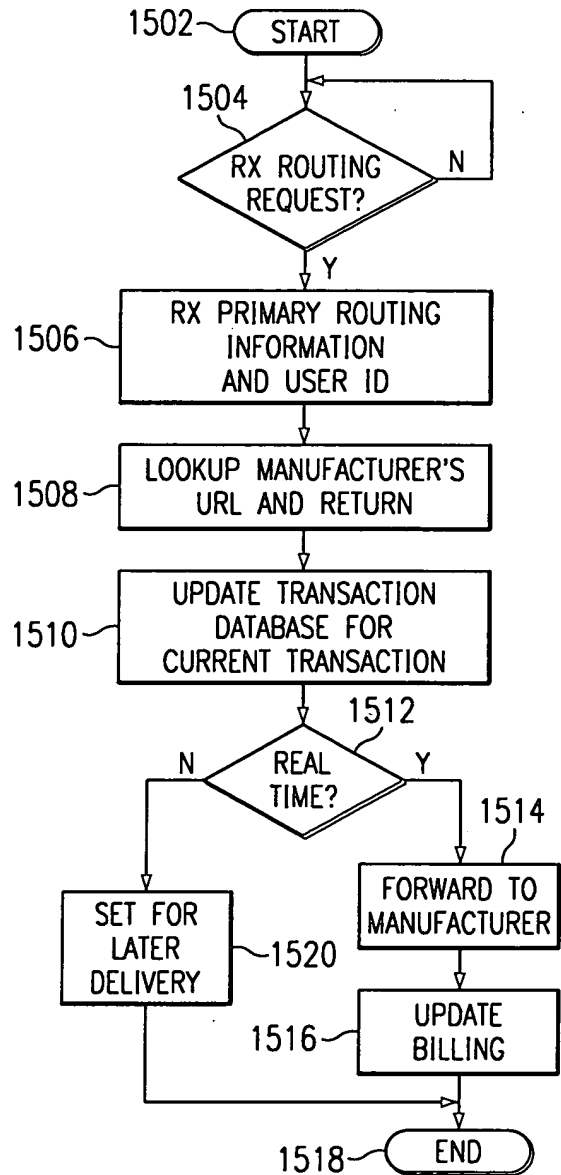 1502
START
1504
RX ROUTING
REQUEST?
N
Y
1506
RX PRIMARY ROUTING
INFORMATION
AND USER ID
1508
LOOKUP MANUFACTURER'S
URL AND RETURN
1510
UPDATE TRANSACTION
DATABASE FOR
CURRENT TRANSACTION
1512
N
REAL
TIME?
Y
1514
FORWARD TO
MANUFACTURER
SET FOR
LATER
DELIVERY
1520
1516
UPDATE
BILLING
1518
END